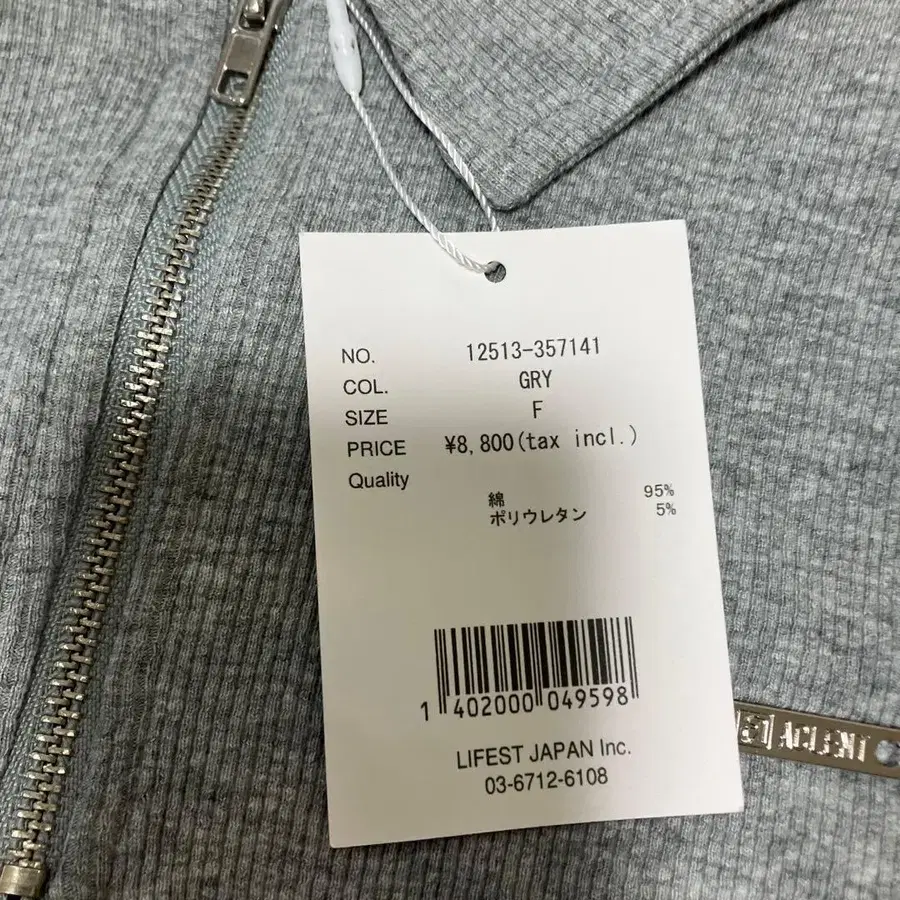 NO. 12513-357141
COL. GRY
SIZE F
PRICE ¥8,800(tax incl.)
Quality
綿 95%
ポリウレタン 5%
1 402000 049598
LIFEST JAPAN Inc.
03-6712-6108
ACLENT